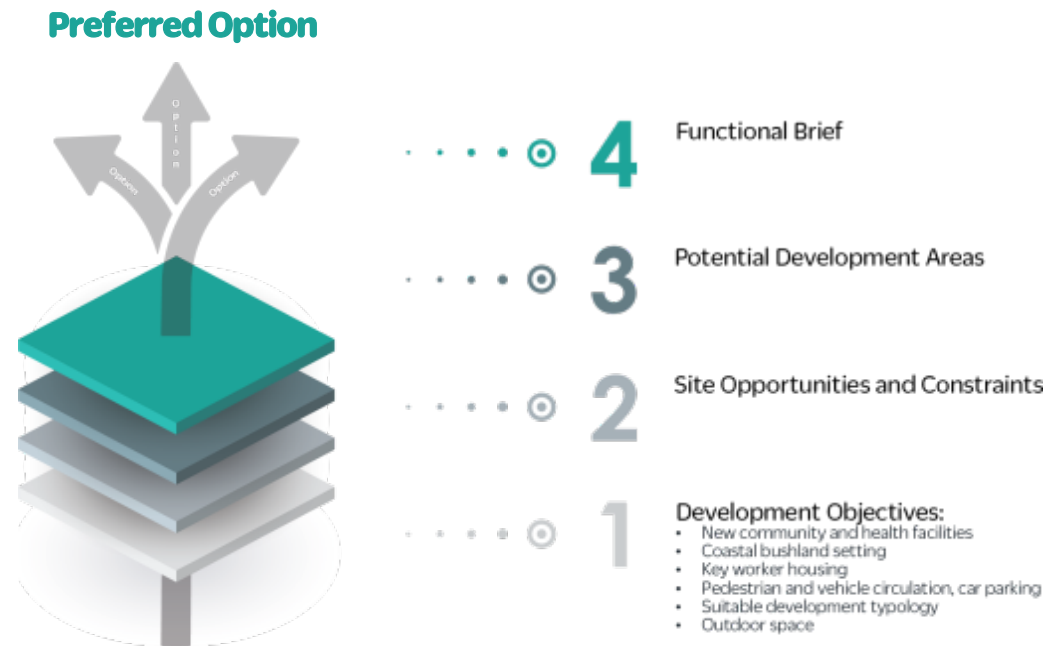 Preferred Option
Option
Option
Option
4
Functional Brief
3
Potential Development Areas
2
Site Opportunities and Constraints
1
Development Objectives:
• New community and health facilities
• Coastal bushland setting
• Key worker housing
• Pedestrian and vehicle circulation, car parking
• Suitable development typology
• Outdoor space